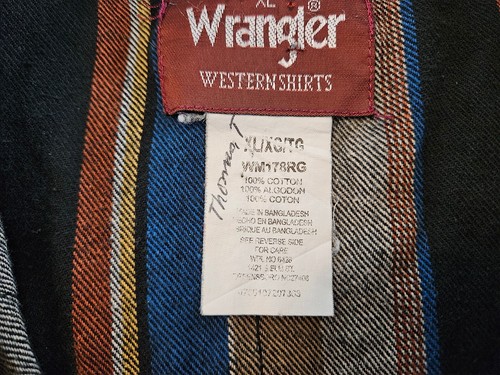 XL ®
Wrangler
WESTERN SHIRTS
Thomas T
XL/XG/TG
WM178RG
100% COTTON
100% ALGODON
100% COTON
MADE IN BANGLADESH
HECHO EN BANGLADESH
FABRIQUE AU BANGLADESH
SEE REVERSE SIDE
FOR CARE